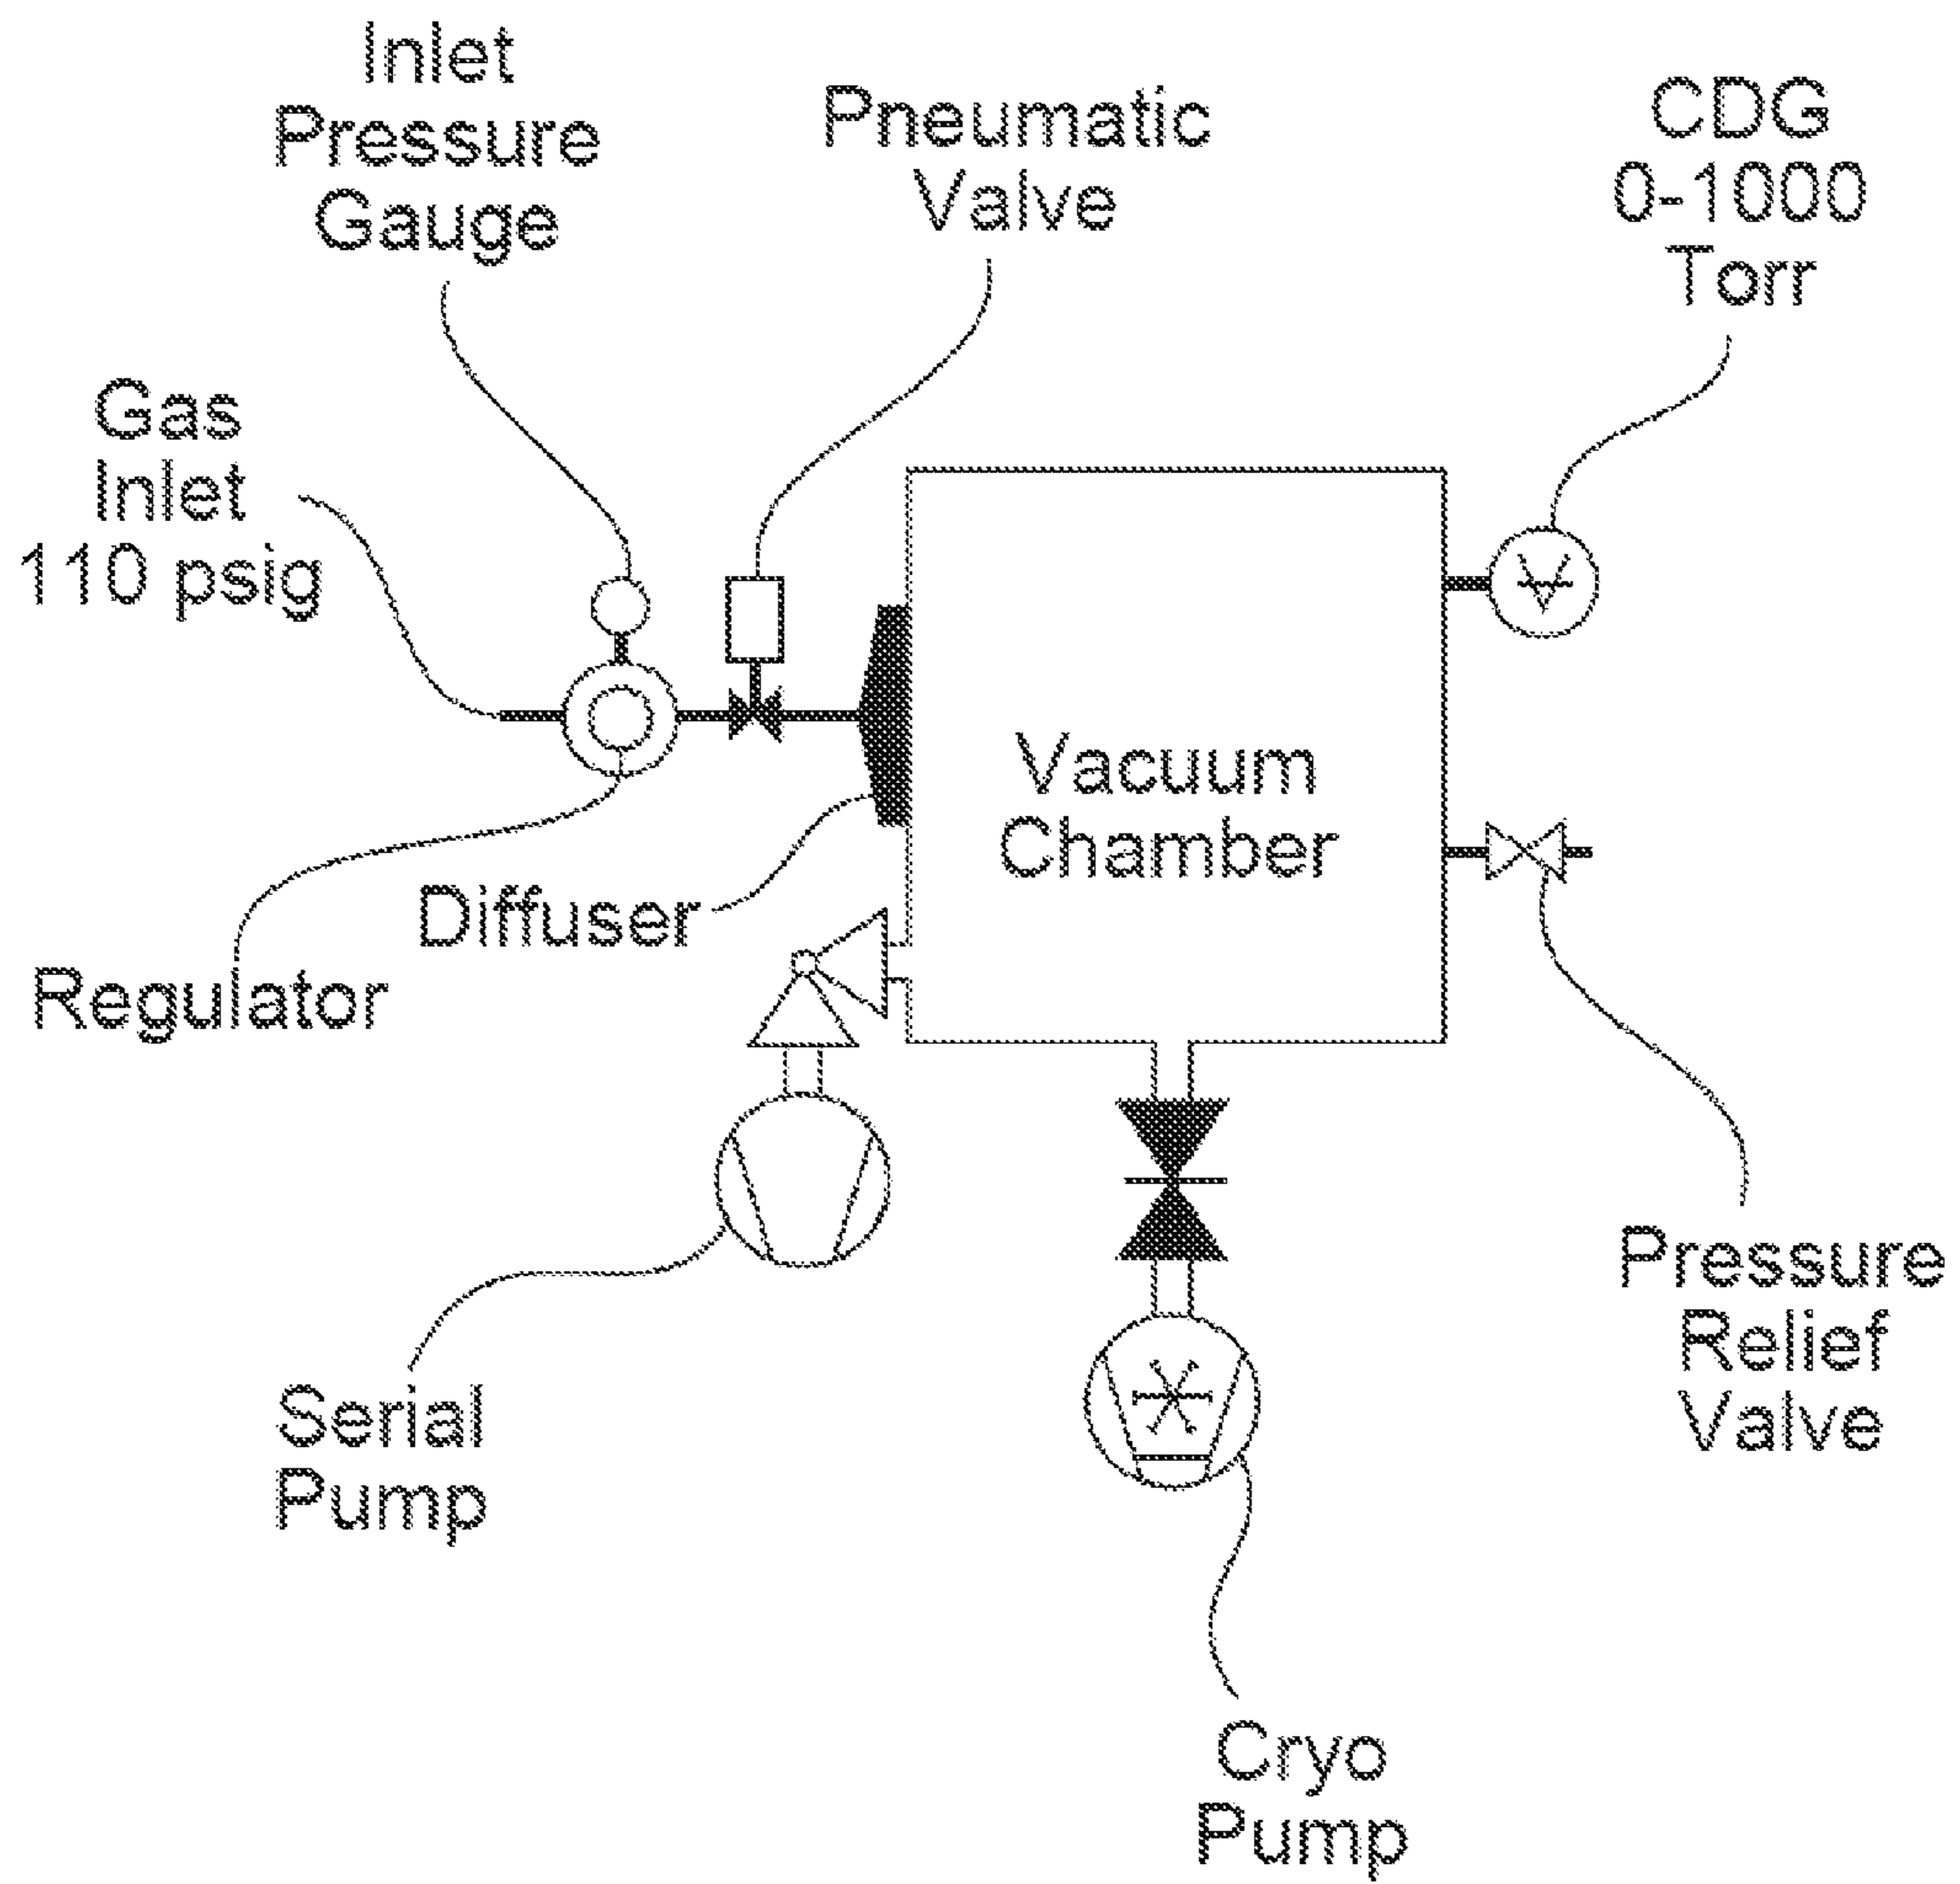 Inlet
Pressure
Gauge
Pneumatic
Valve
CDG
0-1000
Torr
Gas
Inlet
110 psig
Vacuum
Chamber
Diffuser
Regulator
Pressure
Relief
Valve
Serial
Pump
Cryo
Pump